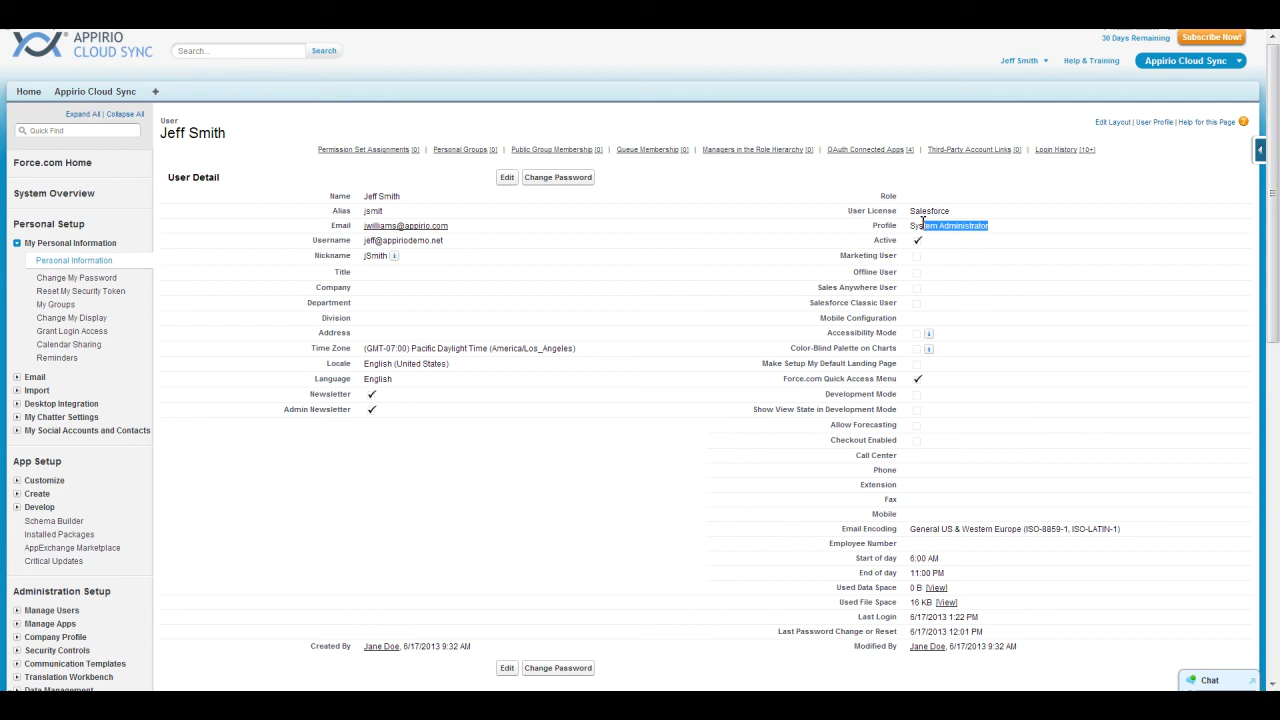 APPIRIO
CLOUD SYNC
Search...
Search
30 Days Remaining
Subscribe Now!
Jeff Smith
Help & Training
Appirio Cloud Sync
Home
Appirio Cloud Sync
+
Expand All | Collapse All
Quick Find
Force.com Home
System Overview
Personal Setup
My Personal Information
Personal Information
Change My Password
Reset My Security Token
My Groups
Change My Display
Grant Login Access
Calendar Sharing
Reminders
Email
Import
Desktop Integration
My Chatter Settings
My Social Accounts and Contacts
App Setup
Customize
Create
Develop
Schema Builder
Installed Packages
AppExchange Marketplace
Critical Updates
Administration Setup
Manage Users
Manage Apps
Company Profile
Security Controls
Communication Templates
Translation Workbench
Data Management
User
Jeff Smith
Edit Layout | User Profile | Help for this Page
Permission Set Assignments [0] | Personal Groups [0] | Public Group Membership [0] | Queue Membership [0] | Managers in the Role Hierarchy [0] | OAuth Connected Apps [4] | Third-Party Account Links [0] | Login History [10+]
User Detail
Edit
Change Password
Name Jeff Smith
Alias jsmit
Email jwilliams@appirio.com
Username jeff@appiriodemo.net
Nickname jSmith
Title
Company
Department
Division
Address
Time Zone (GMT-07:00) Pacific Daylight Time (America/Los_Angeles)
Locale English (United States)
Language English
Newsletter
Admin Newsletter
Role
User License Salesforce
Profile System Administrator
Active
Marketing User
Offline User
Sales Anywhere User
Salesforce Classic User
Mobile Configuration
Accessibility Mode
Color-Blind Palette on Charts
Make Setup My Default Landing Page
Force.com Quick Access Menu
Development Mode
Show View State in Development Mode
Allow Forecasting
Checkout Enabled
Call Center
Phone
Extension
Fax
Mobile
Email Encoding General US & Western Europe (ISO-8859-1, ISO-LATIN-1)
Employee Number
Start of day 6:00 AM
End of day 11:00 PM
Used Data Space 0 B [View]
Used File Space 16 KB [View]
Last Login 6/17/2013 1:22 PM
Last Password Change or Reset 6/17/2013 12:01 PM
Created By Jane Doe, 6/17/2013 9:32 AM
Modified By Jane Doe, 6/17/2013 9:32 AM
Edit
Change Password
Chat